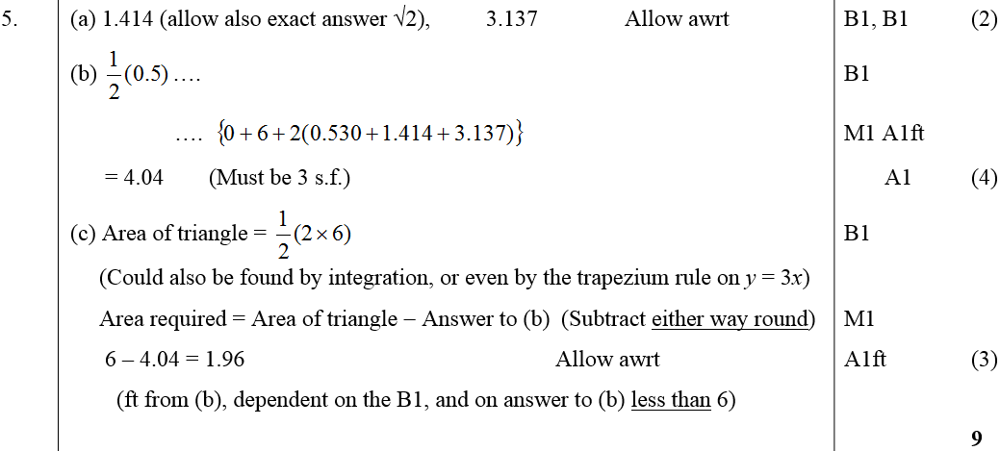 5. (a) 1.414 (allow also exact answer √2), 3.137 Allow awrt B1, B1 (2)
(b) 1/2(0.5) .... B1
.... {0 + 6 + 2(0.530 + 1.414 + 3.137)} M1 A1ft
= 4.04 (Must be 3 s.f.) A1 (4)
(c) Area of triangle = 1/2(2 × 6) B1
(Could also be found by integration, or even by the trapezium rule on y = 3x)
Area required = Area of triangle − Answer to (b) (Subtract either way round) M1
6 – 4.04 = 1.96 Allow awrt A1ft (3)
(ft from (b), dependent on the B1, and on answer to (b) less than 6)
9